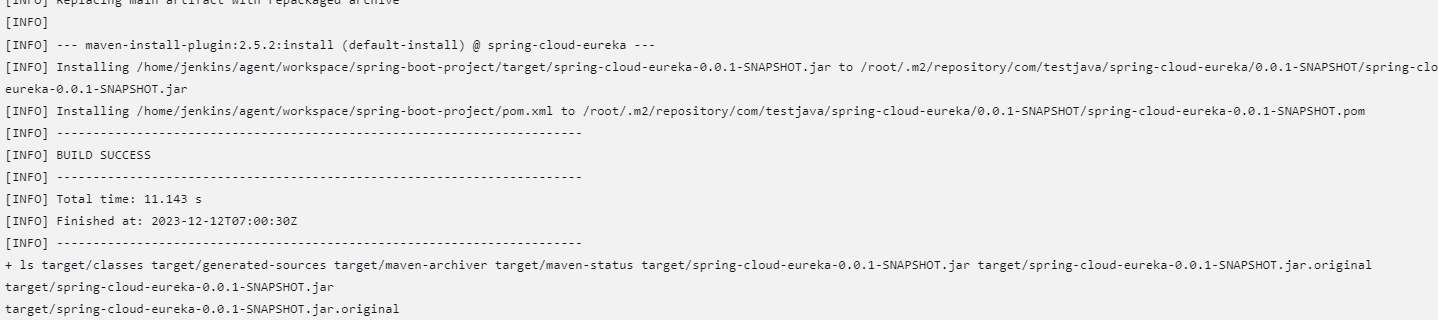 [INFO] Replacing main artifact with repackaged archive
[INFO]
[INFO] --- maven-install-plugin:2.5.2:install (default-install) @ spring-cloud-eureka ---
[INFO] Installing /home/jenkins/agent/workspace/spring-boot-project/target/spring-cloud-eureka-0.0.1-SNAPSHOT.jar to /root/.m2/repository/com/testjava/spring-cloud-eureka/0.0.1-SNAPSHOT/spring-clo
eureka-0.0.1-SNAPSHOT.jar
[INFO] Installing /home/jenkins/agent/workspace/spring-boot-project/pom.xml to /root/.m2/repository/com/testjava/spring-cloud-eureka/0.0.1-SNAPSHOT/spring-cloud-eureka-0.0.1-SNAPSHOT.pom
[INFO] ------------------------------------------------------------------------
[INFO] BUILD SUCCESS
[INFO] ------------------------------------------------------------------------
[INFO] Total time: 11.143 s
[INFO] Finished at: 2023-12-12T07:00:30Z
[INFO] ------------------------------------------------------------------------
+ ls target/classes target/generated-sources target/maven-archiver target/maven-status target/spring-cloud-eureka-0.0.1-SNAPSHOT.jar target/spring-cloud-eureka-0.0.1-SNAPSHOT.jar.original
target/spring-cloud-eureka-0.0.1-SNAPSHOT.jar
target/spring-cloud-eureka-0.0.1-SNAPSHOT.jar.original